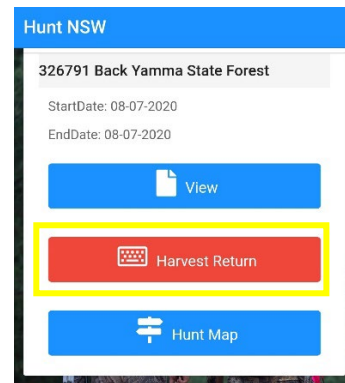 Hunt NSW
326791 Back Yamma State Forest
StartDate: 08-07-2020
EndDate: 08-07-2020
View
Harvest Return
Hunt Map